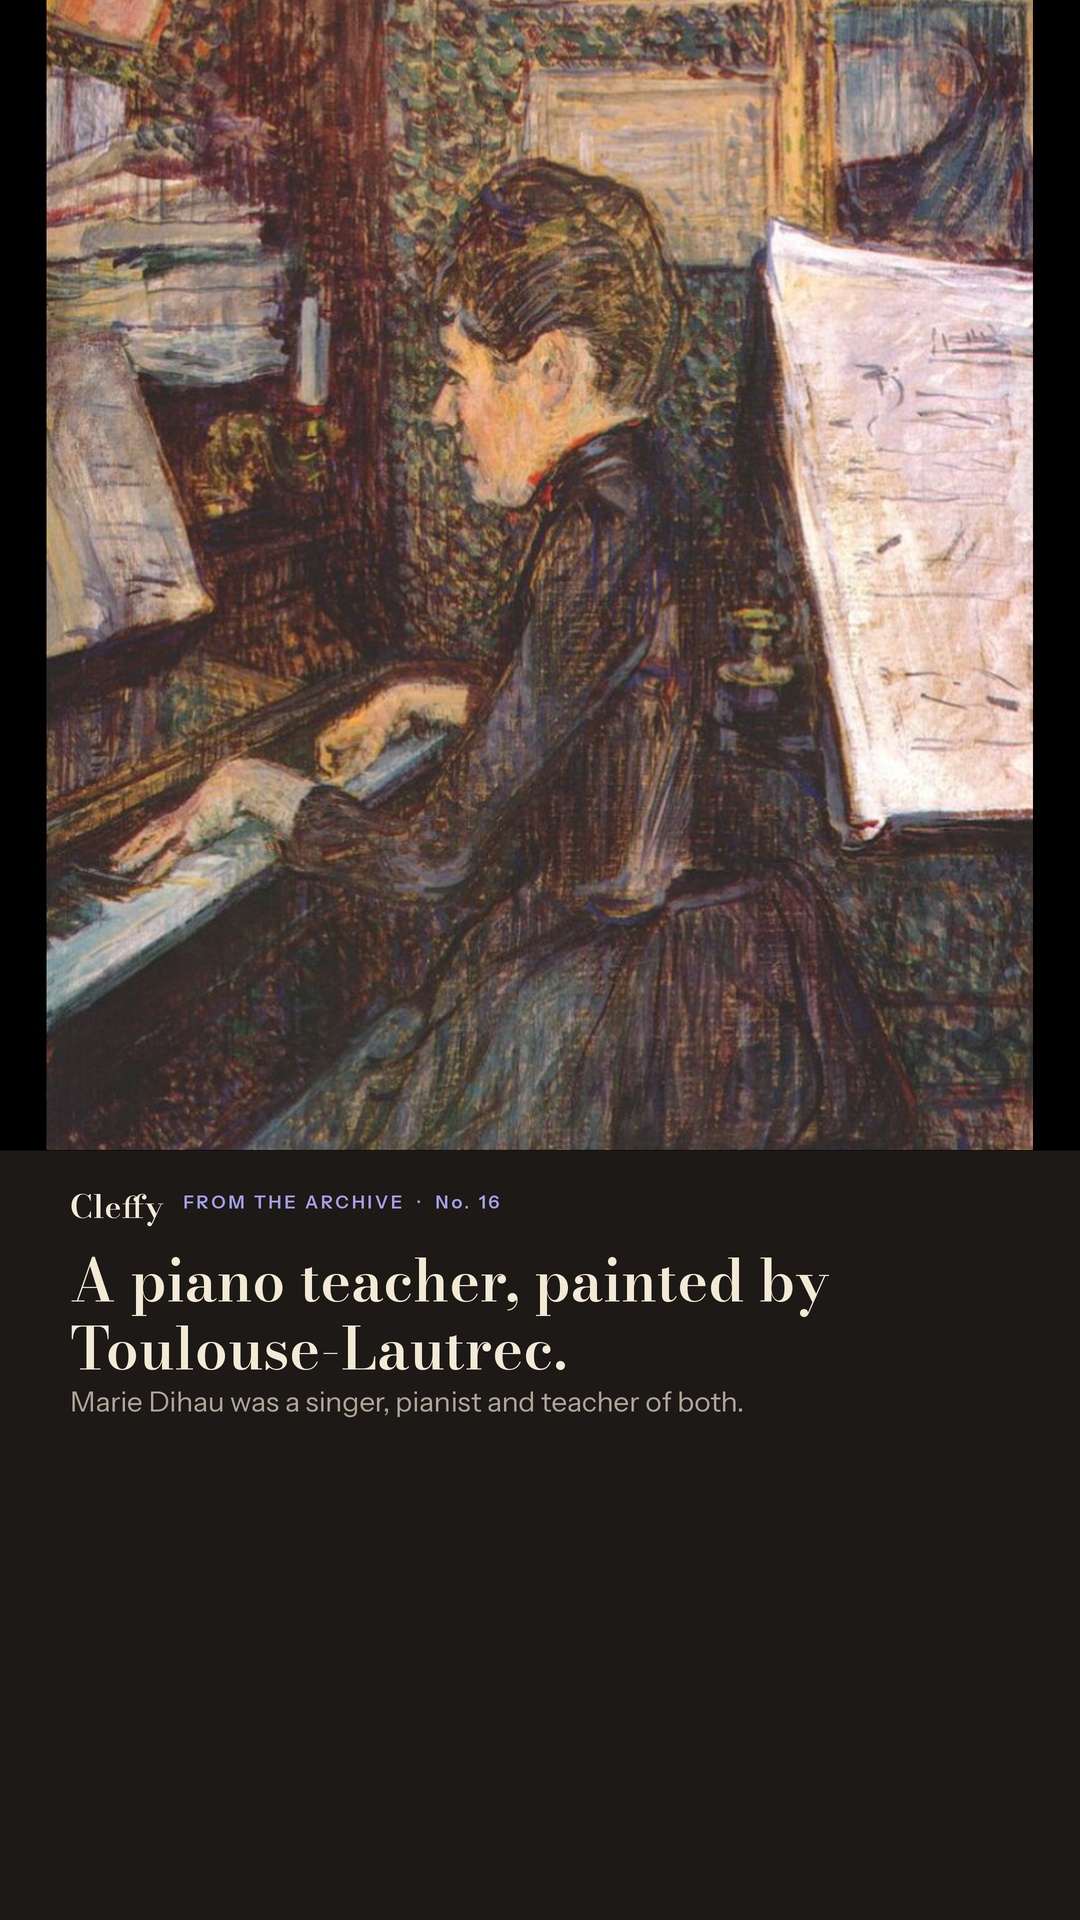 Cleffy FROM THE ARCHIVE · No. 16
A piano teacher, painted by
Toulouse-Lautrec.
Marie Dihau was a singer, pianist and teacher of both.